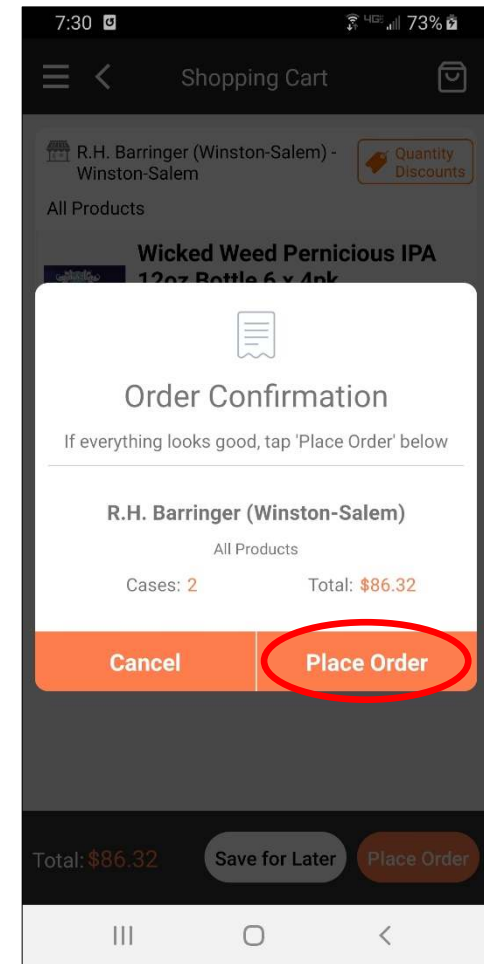 7:30 4GE 73%
Shopping Cart
R.H. Barringer (Winston-Salem) -
Winston-Salem
Quantity
Discounts
All Products
Wicked Weed Pernicious IPA
12oz Bottle 6 x 4pk
Order Confirmation
If everything looks good, tap 'Place Order' below
R.H. Barringer (Winston-Salem)
All Products
Cases: 2 Total: $86.32
Cancel Place Order
Total: $86.32 Save for Later Place Order